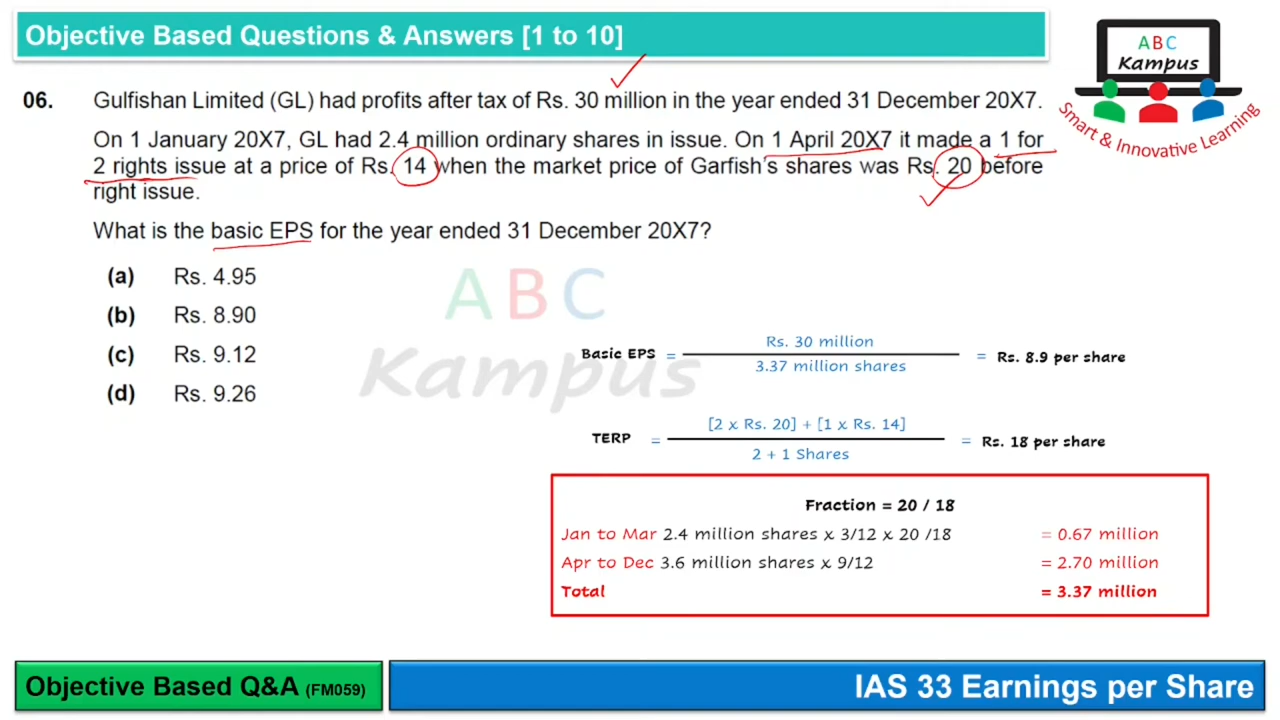 Objective Based Questions & Answers [1 to 10]
ABC
Kampus
Smart & Innovative Learning
06. Gulfishan Limited (GL) had profits after tax of Rs. 30 million in the year ended 31 December 20X7.
On 1 January 20X7, GL had 2.4 million ordinary shares in issue. On 1 April 20X7 it made a 1 for
2 rights issue at a price of Rs. 14 when the market price of Garfish's shares was Rs. 20 before
right issue.
What is the basic EPS for the year ended 31 December 20X7?
(a) Rs. 4.95
(b) Rs. 8.90
(c) Rs. 9.12
(d) Rs. 9.26
ABC
Kampus
Rs. 30 million
Basic EPS = = Rs. 8.9 per share
3.37 million shares
[2 x Rs. 20] + [1 x Rs. 14]
TERP = = Rs. 18 per share
2 + 1 Shares
Fraction = 20 / 18
Jan to Mar 2.4 million shares x 3/12 x 20 /18 = 0.67 million
Apr to Dec 3.6 million shares x 9/12 = 2.70 million
Total = 3.37 million
Objective Based Q&A (FM059)
IAS 33 Earnings per Share